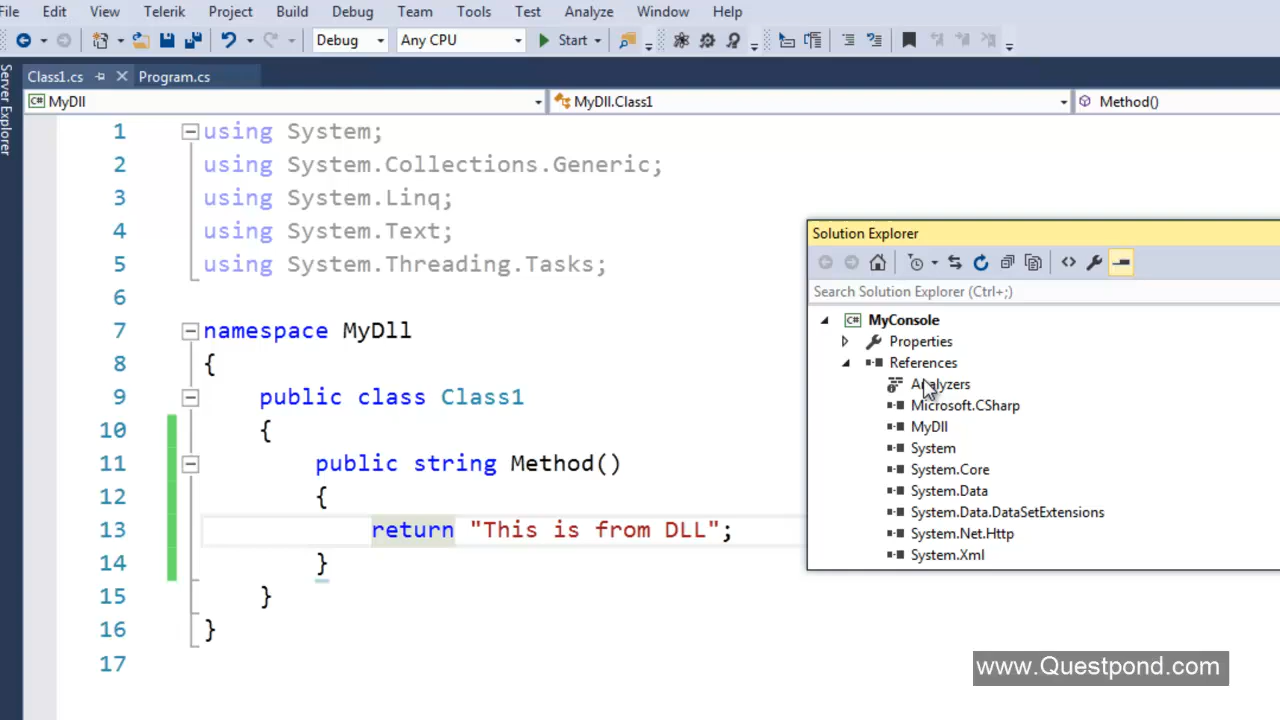 File Edit View Telerik Project Build Debug Team Tools Test Analyze Window Help
Debug Any CPU Start
Server Explorer
Class1.cs Program.cs
MyDll MyDll.Class1 Method()
1 using System;
2 using System.Collections.Generic;
3 using System.Linq;
4 using System.Text;
5 using System.Threading.Tasks;
6
7 namespace MyDll
8 {
9 public class Class1
10 {
11 public string Method()
12 {
13 return "This is from DLL";
14 }
15 }
16 }
17
Solution Explorer
Search Solution Explorer (Ctrl+;)
C# MyConsole
Properties
References
Analyzers
Microsoft.CSharp
MyDll
System
System.Core
System.Data
System.Data.DataSetExtensions
System.Net.Http
System.Xml
www.Questpond.com